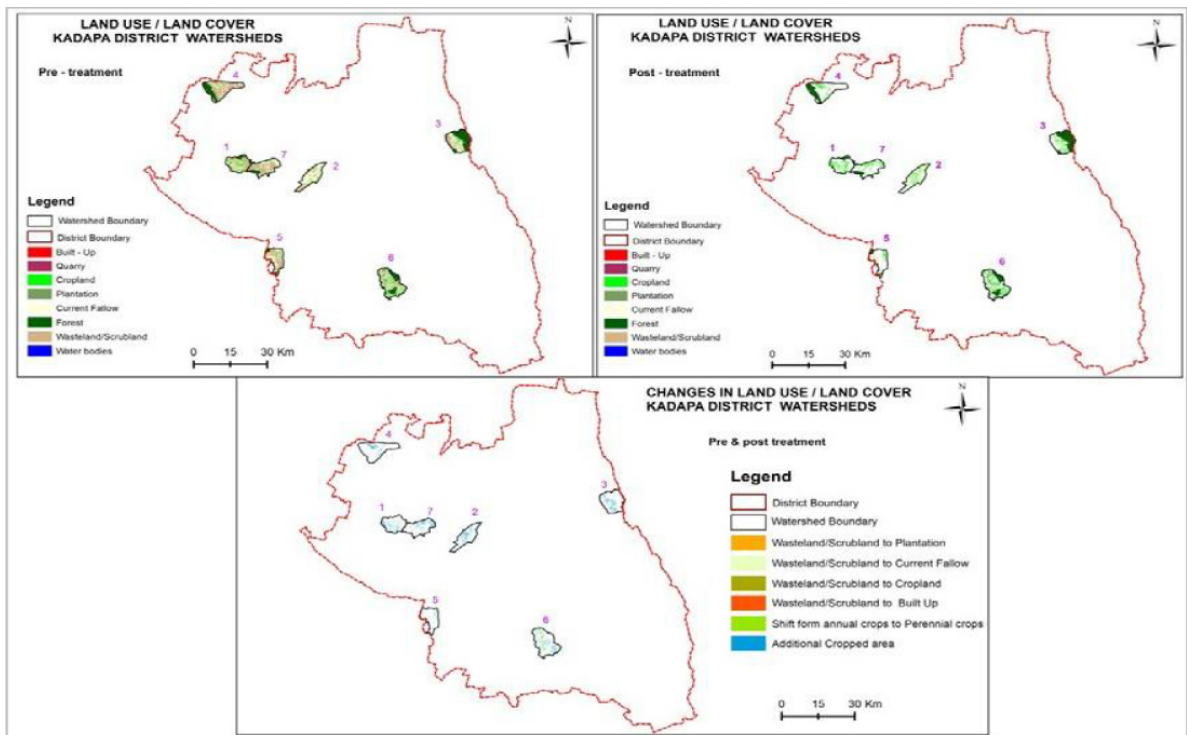 LAND USE / LAND COVER
KADAPA DISTRICT WATERSHEDS
N
Pre - treatment
4
3
1
7
2
5
6
Legend
Watershed Boundary
District Boundary
Built - Up
Quarry
Cropland
Plantation
Current Fallow
Forest
Wasteland/Scrubland
Water bodies
0 15 30 Km
LAND USE / LAND COVER
KADAPA DISTRICT WATERSHEDS
N
Post - treatment
4
3
1
7
2
5
6
Legend
Watershed Boundary
District Boundary
Built - Up
Quarry
Cropland
Plantation
Current Fallow
Forest
Wasteland/Scrubland
Water bodies
0 15 30 Km
CHANGES IN LAND USE / LAND COVER
KADAPA DISTRICT WATERSHEDS
N
Pre & post treatment
4
3
1
7
2
5
6
Legend
District Boundary
Watershed Boundary
Wasteland/Scrubland to Plantation
Wasteland/Scrubland to Current Fallow
Wasteland/Scrubland to Cropland
Wasteland/Scrubland to Built Up
Shift form annual crops to Perennial crops
Additional Cropped area
0 15 30 Km